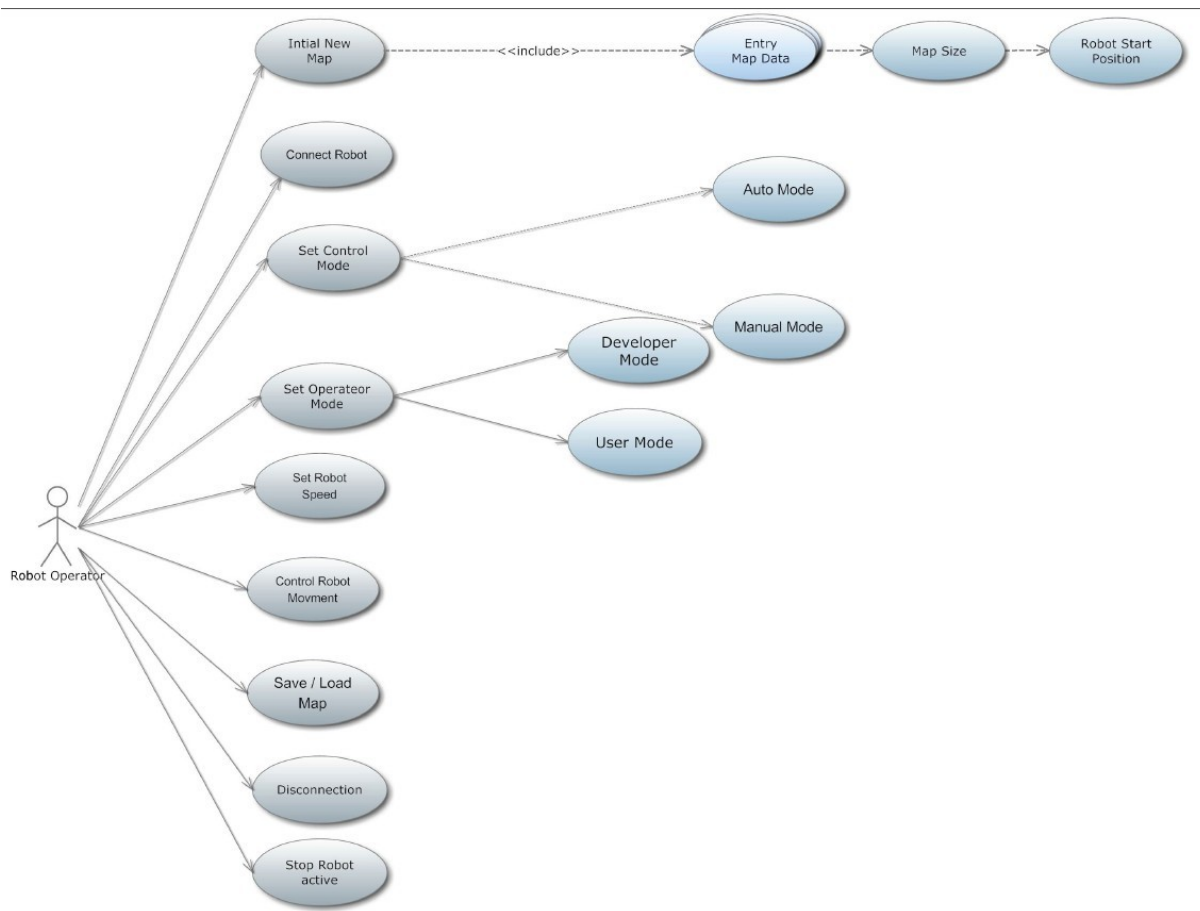 Intial New
Map
<<include>>
Entry
Map Data
Map Size
Robot Start
Position
Connect Robot
Auto Mode
Set Control
Mode
Manual Mode
Developer
Mode
Set Operateor
Mode
User Mode
Set Robot
Speed
Robot Operator
Control Robot
Movment
Save / Load
Map
Disconnection
Stop Robot
active